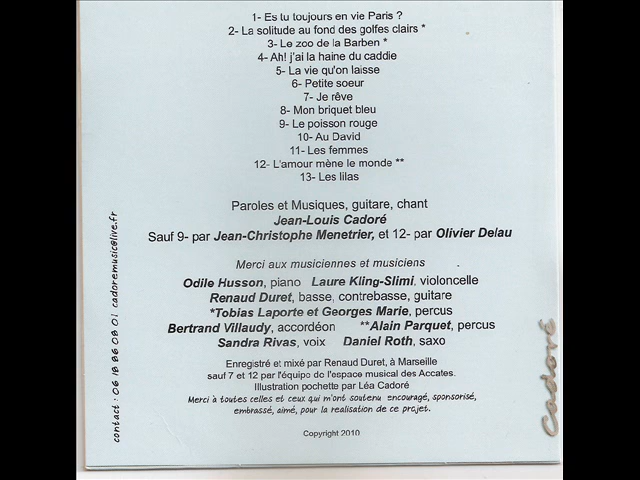 1- Es tu toujours en vie Paris ?
2- La solitude au fond des golfes clairs *
3- Le zoo de la Barben *
4- Ah! j'ai la haine du caddie
5- La vie qu'on laisse
6- Petite soeur
7- Je rêve
8- Mon briquet bleu
9- Le poisson rouge
10- Au David
11- Les femmes
12- L'amour mène le monde **
13- Les lilas
Paroles et Musiques, guitare, chant
Jean-Louis Cadoré
Sauf 9- par Jean-Christophe Menetrier, et 12- par Olivier Delau
Merci aux musiciennes et musiciens
Odile Husson, piano Laure Kling-Slimi, violoncelle
Renaud Duret, basse, contrebasse, guitare
*Tobias Laporte et Georges Marie, percus
Bertrand Villaudy, accordéon **Alain Parquet, percus
Sandra Rivas, voix Daniel Roth, saxo
Enregistré et mixé par Renaud Duret, à Marseille
sauf 7 et 12 par l'équipe de l'espace musical des Accates.
Illustration pochette par Léa Cadoré
Merci à toutes celles et ceux qui m'ont soutenu encouragé, sponsorisé,
embrassé, aimé, pour la realisation de ce projet.
Copyright 2010
contact : 06 18 86 08 01 cadoremusic@live.fr
Cadoré